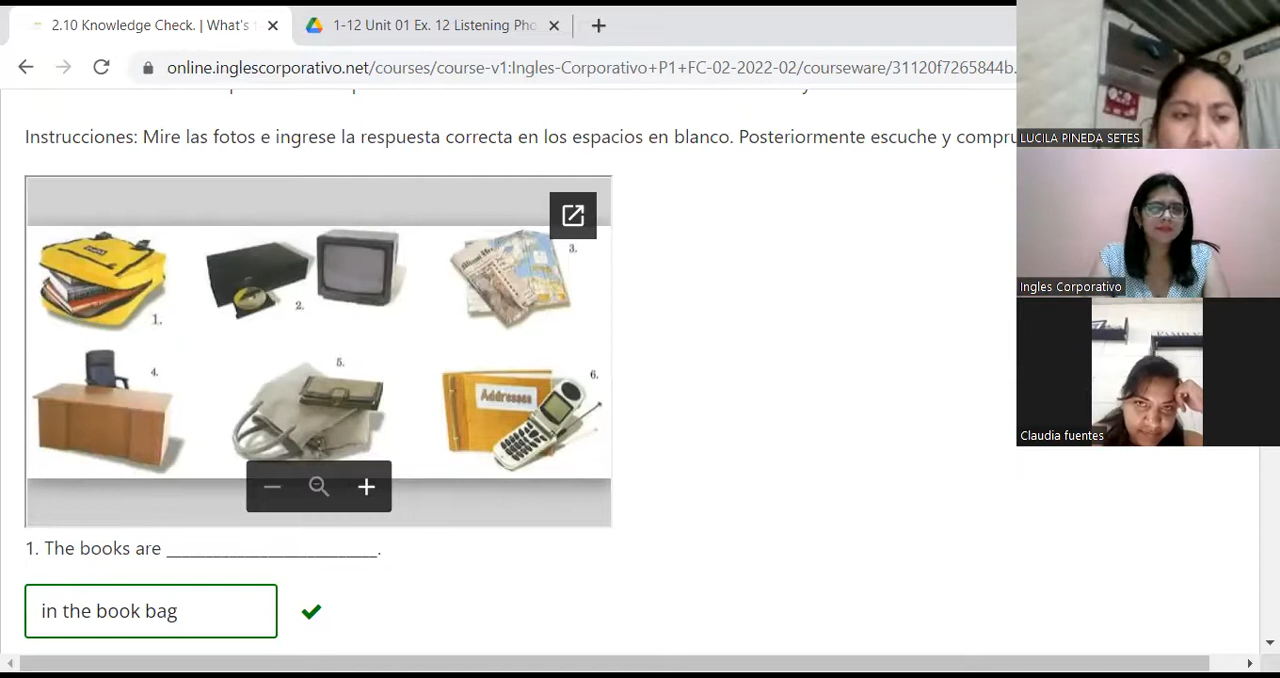 2.10 Knowledge Check. | What's
1-12 Unit 01 Ex. 12 Listening Pho
online.inglescorporativo.net/courses/course-v1:Ingles-Corporativo+P1+FC-02-2022-02/courseware/31120f7265844b.
Instrucciones: Mire las fotos e ingrese la respuesta correcta en los espacios en blanco. Posteriormente escuche y compru
LUCILA PINEDA SETES
Ingles Corporativo
Claudia fuentes
1.
2.
3.
4.
5.
6.
Addresses
1. The books are _________________________.
in the book bag